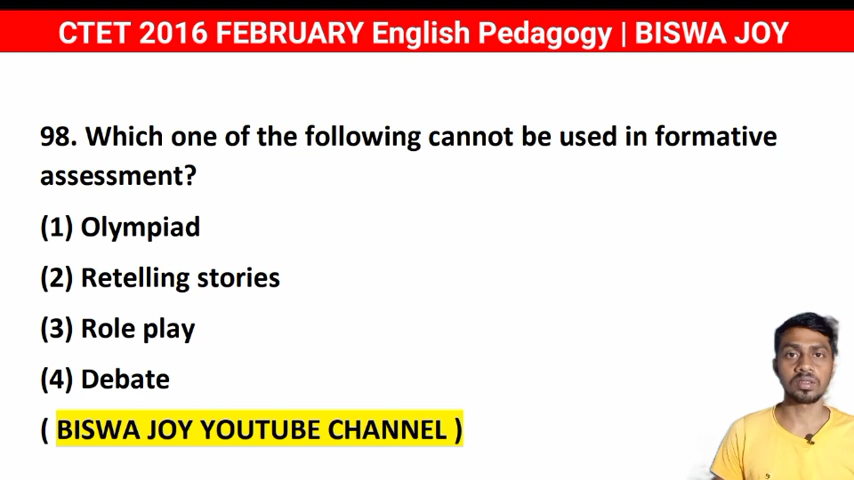 CTET 2016 FEBRUARY English Pedagogy | BISWA JOY
98. Which one of the following cannot be used in formative
assessment?
(1) Olympiad
(2) Retelling stories
(3) Role play
(4) Debate
( BISWA JOY YOUTUBE CHANNEL )